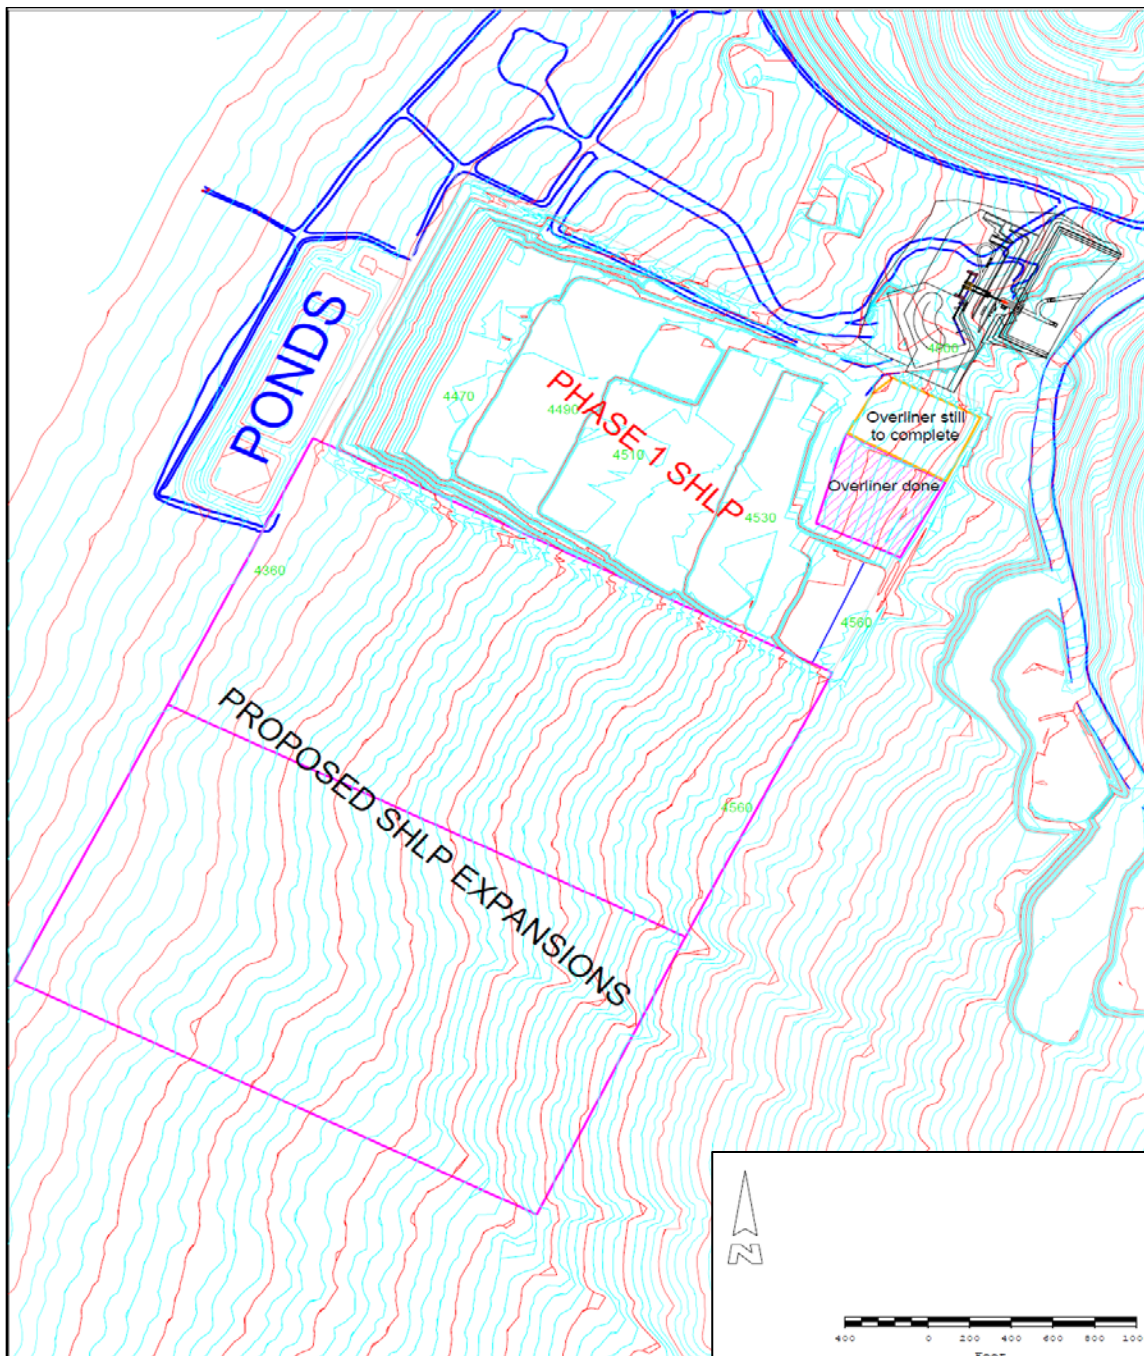 PONDS
4600
4470
4490
PHASE 1 SHLP
4510
4530
Overliner still
to complete
Overliner done
4360
4560
PROPOSED SHLP EXPANSIONS
4560
N
400 0 200 400 600 800 100